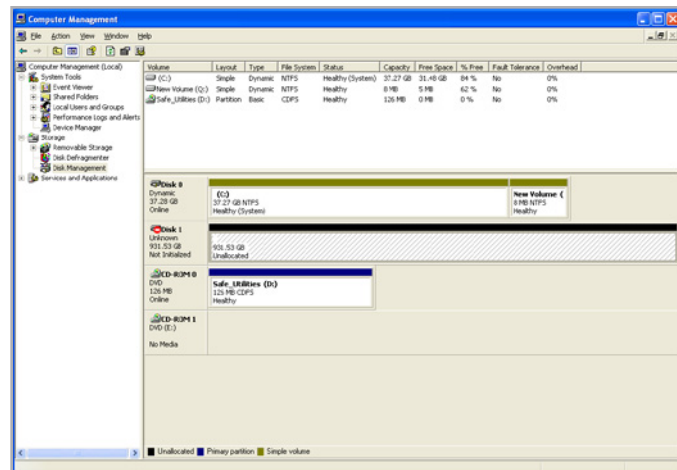 Computer Management
File Action View Window Help
Computer Management (Local)
System Tools
Event Viewer
Shared Folders
Local Users and Groups
Performance Logs and Alerts
Device Manager
Storage
Removable Storage
Disk Defragmenter
Disk Management
Services and Applications
Volume Layout Type File System Status Capacity Free Space % Free Fault Tolerance Overhead
(C:) Simple Dynamic NTFS Healthy (System) 37.27 GB 31.48 GB 84 % No 0%
New Volume (Q:) Simple Dynamic NTFS Healthy 8 MB 5 MB 62 % No 0%
Safe_Utilities (D:) Partition Basic CDFS Healthy 126 MB 0 MB 0 % No 0%
Disk 0
Dynamic
37.28 GB
Online
(C:)
37.27 GB NTFS
Healthy (System)
New Volume (
8 MB NTFS
Healthy
Disk 1
Unknown
931.53 GB
Not Initialized
931.53 GB
Unallocated
CD-ROM 0
DVD
126 MB
Online
Safe_Utilities (D:)
126 MB CDFS
Healthy
CD-ROM 1
DVD (E:)
No Media
Unallocated Primary partition Simple volume